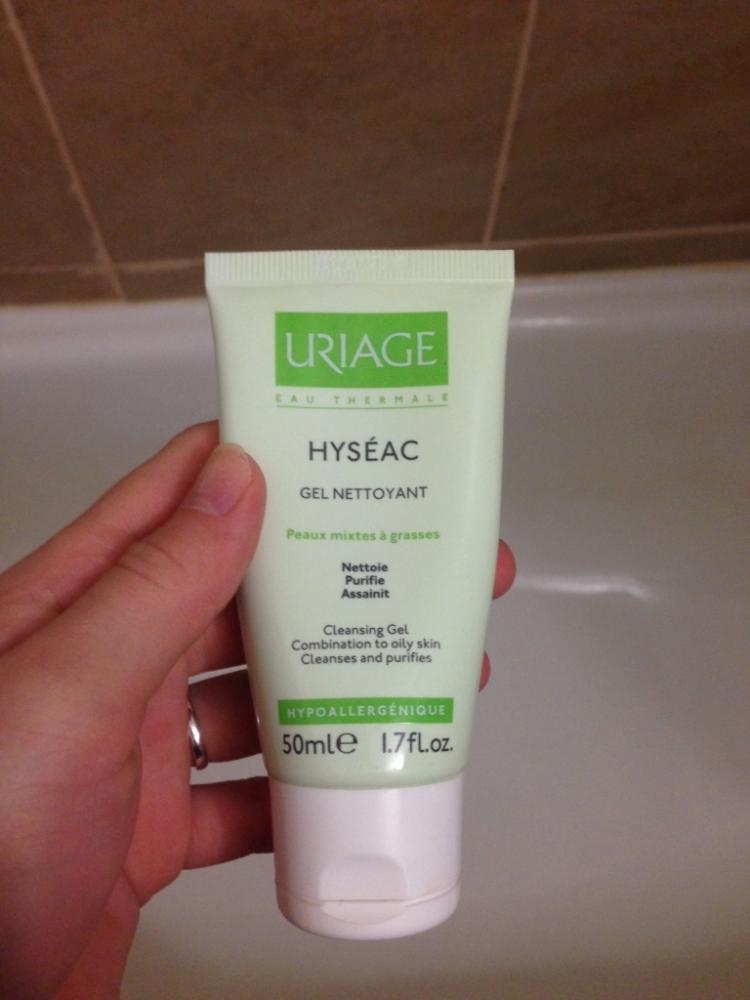 URIAGE
EAU THERMALE
HYSÉAC
GEL NETTOYANT
Peaux mixtes à grasses
Nettoie
Purifie
Assainit
Cleansing Gel
Combination to oily skin
Cleanses and purifies
HYPOALLERGÉNIQUE
50ml℮ 1.7fl.oz.